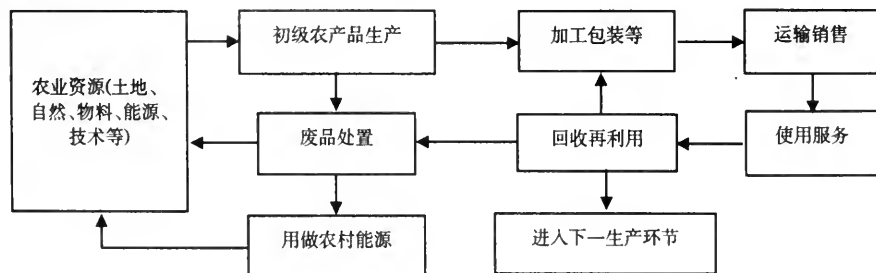 初级农产品生产
加工包装等
运输销售
农业资源(土地、
自然、物料、能源、
技术等)
废品处置
回收再利用
使用服务
用做农村能源
进入下一生产环节